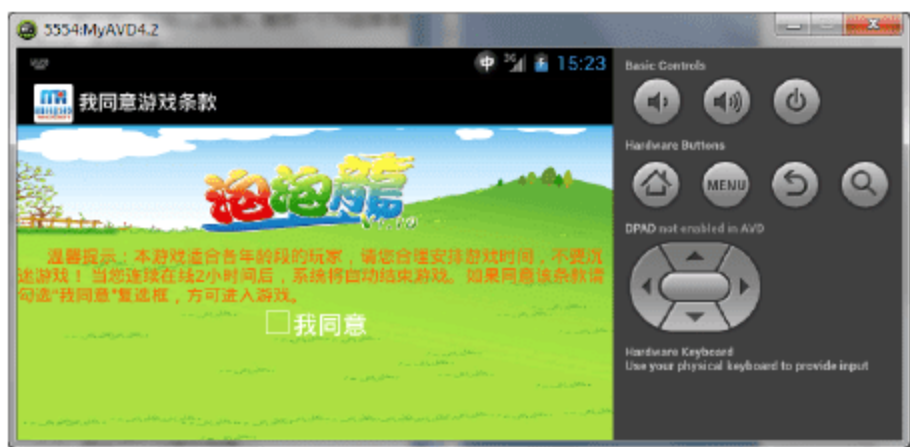 5554:MyAVD4.2
中 3G 15:23
我同意游戏条款
泡泡龍
V1.10
温馨提示：本游戏适合各年龄段的玩家，请您合理安排游戏时间，不要沉
迷游戏！当您连续在线2小时间后，系统将自动结束游戏。如果同意该条款请
勾选"我同意"复选框，方可进入游戏。
我同意
Basic Controls
Hardware Buttons
MENU
DPAD not enabled in AVD
Hardware Keyboard
Use your physical keyboard to provide input